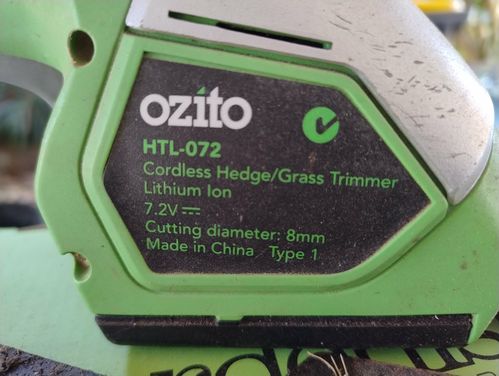 ozito
HTL-072
Cordless Hedge/Grass Trimmer
Lithium Ion
7.2V⎓
Cutting diameter: 8mm
Made in China Type 1